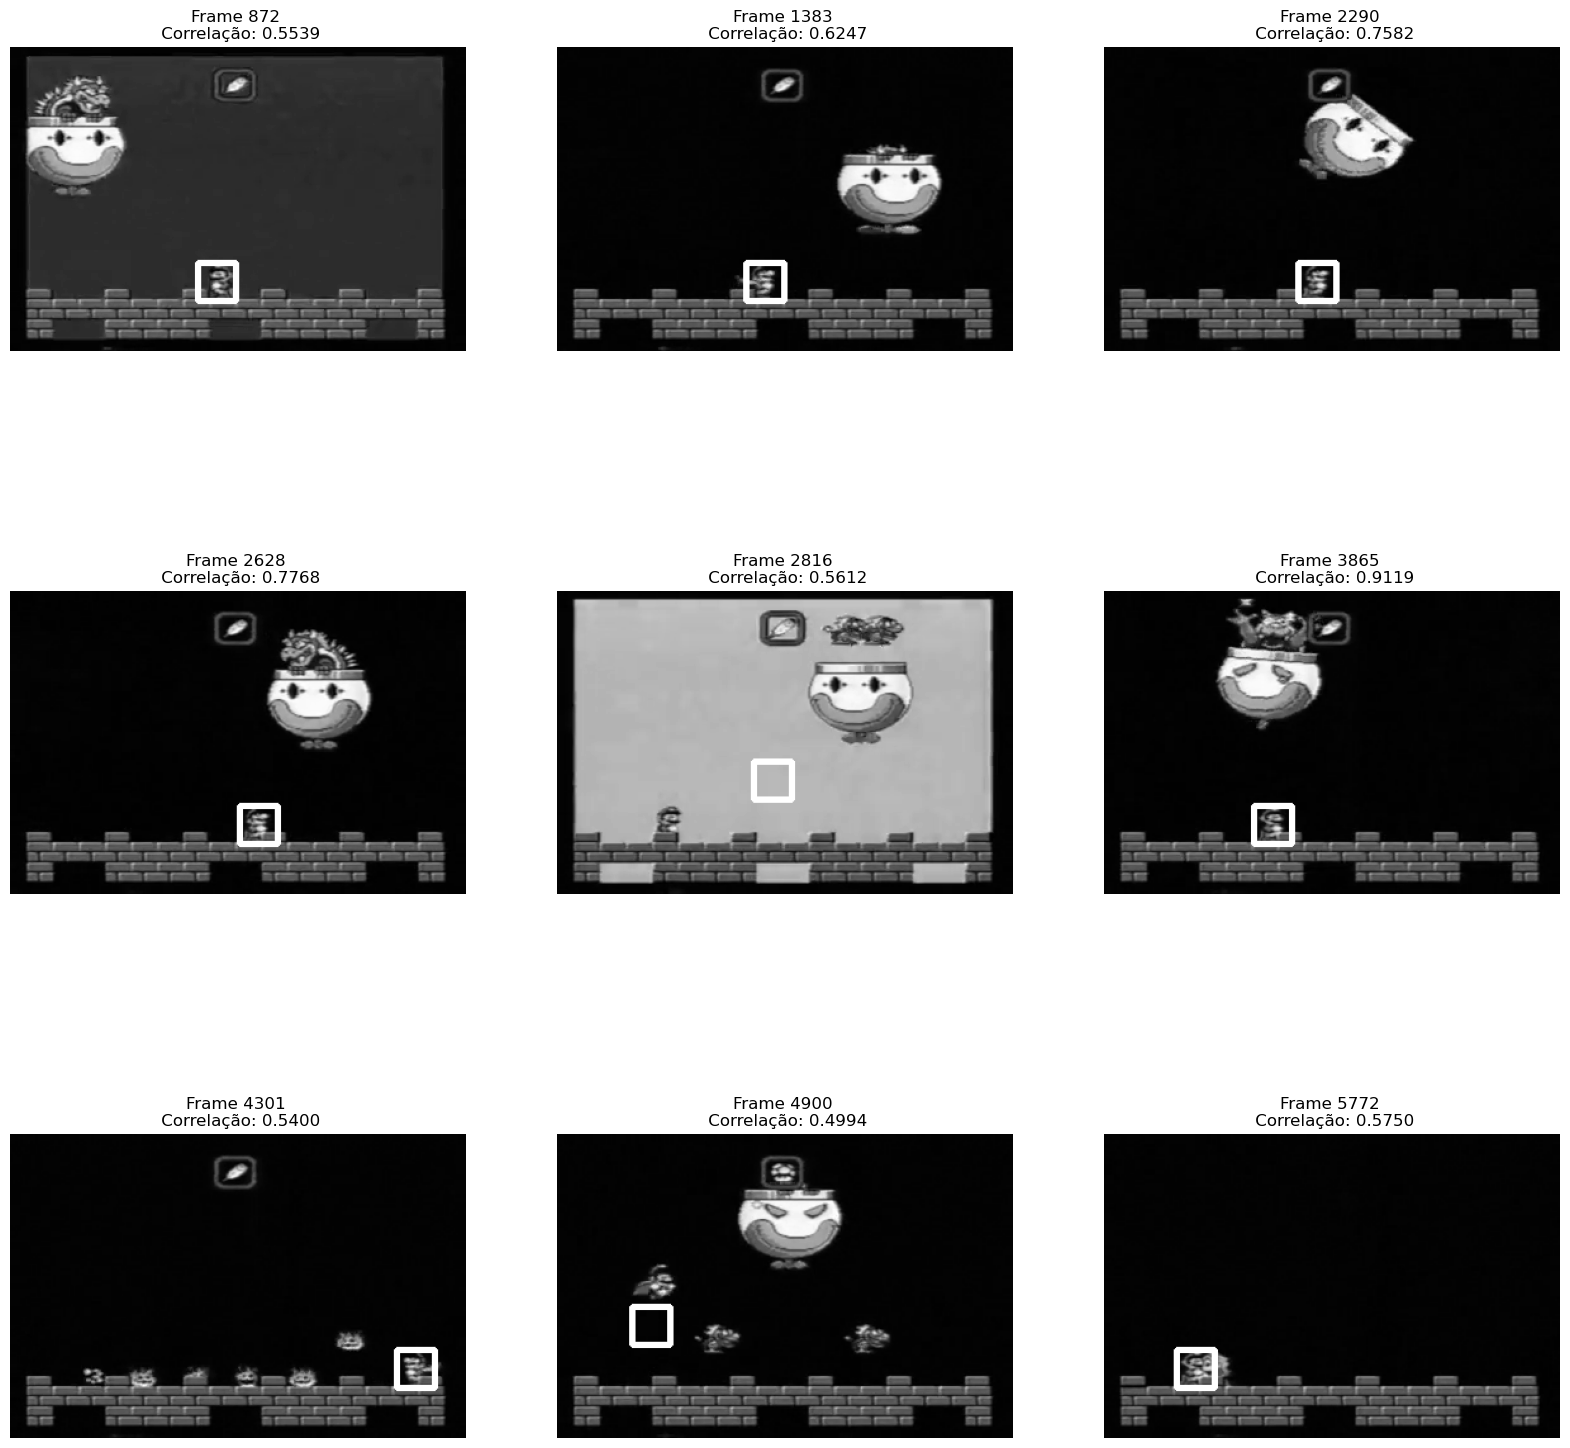 Frame 872
Correlação: 0.5539
Frame 1383
Correlação: 0.6247
Frame 2290
Correlação: 0.7582
Frame 2628
Correlação: 0.7768
Frame 2816
Correlação: 0.5612
Frame 3865
Correlação: 0.9119
Frame 4301
Correlação: 0.5400
Frame 4900
Correlação: 0.4994
Frame 5772
Correlação: 0.5750